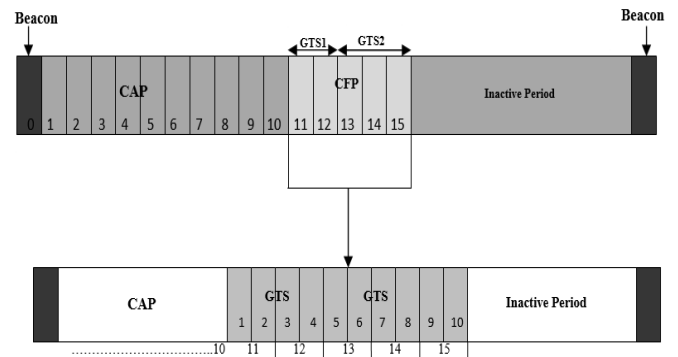 Beacon
Beacon
GTS1 GTS2
CAP
CFP
Inactive Period
0 1 2 3 4 5 6 7 8 9 10 11 12 13 14 15
CAP
GTS GTS
Inactive Period
1 2 3 4 5 6 7 8 9 10
..................................10 11 12 13 14 15